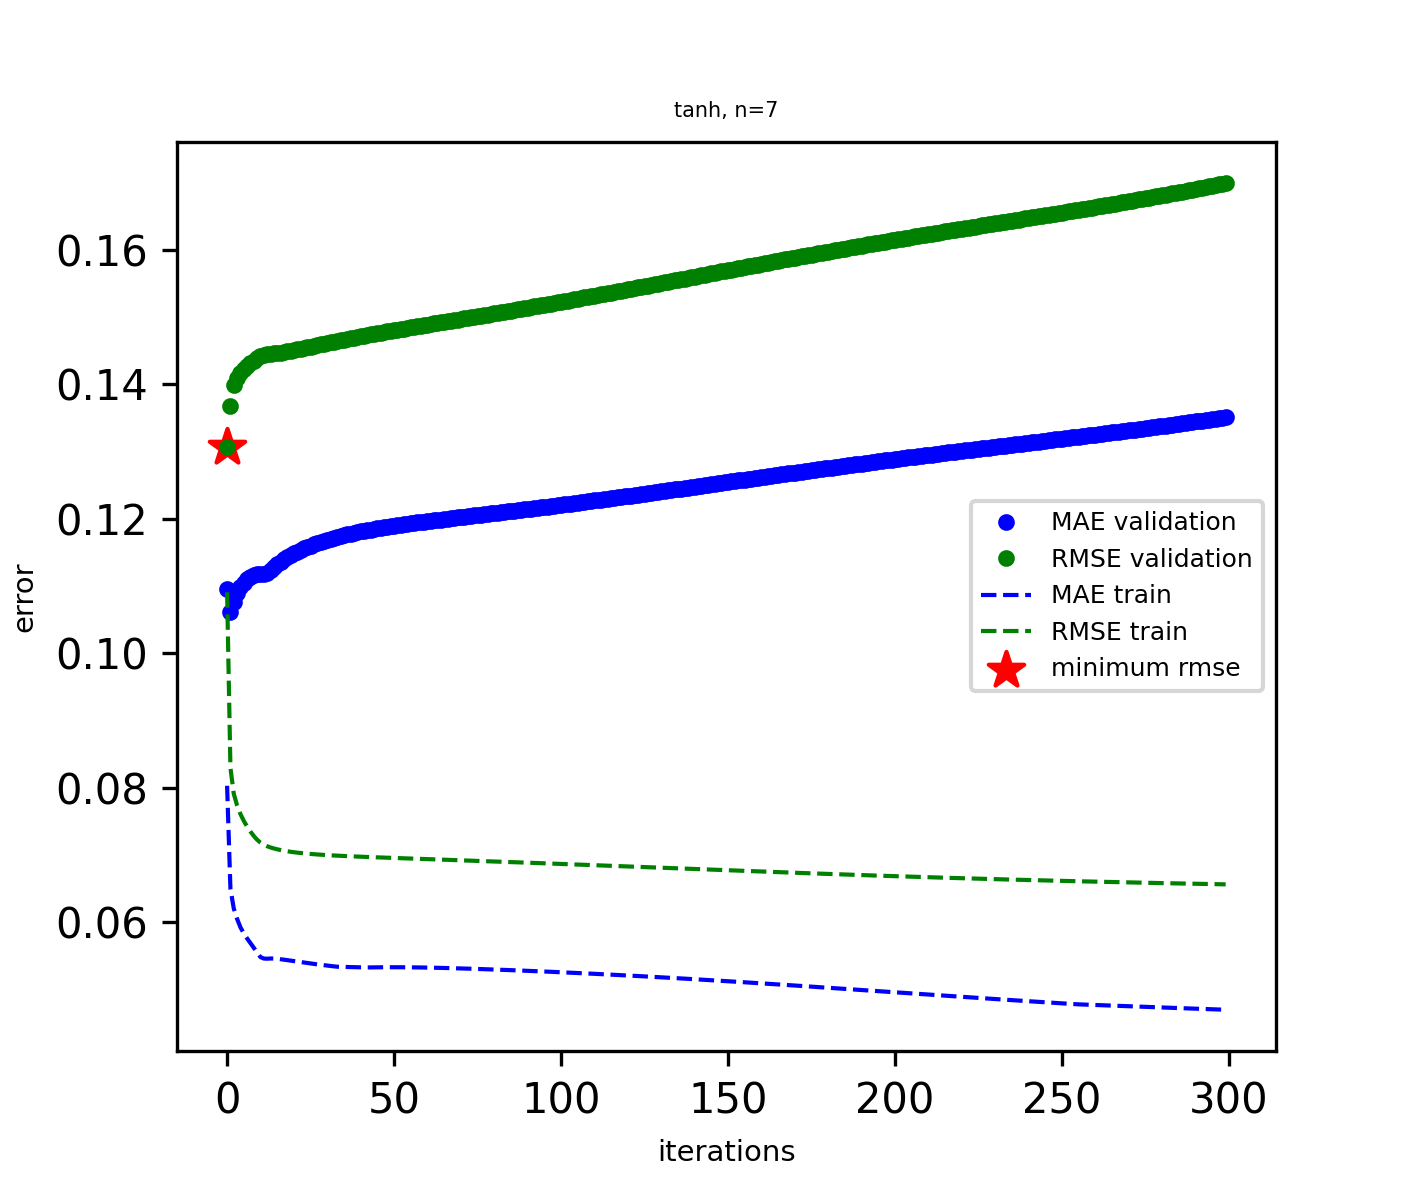 tanh, n=7
error
0.16
0.14
0.12
0.10
0.08
0.06
MAE validation
RMSE validation
MAE train
RMSE train
minimum rmse
0 50 100 150 200 250 300
iterations